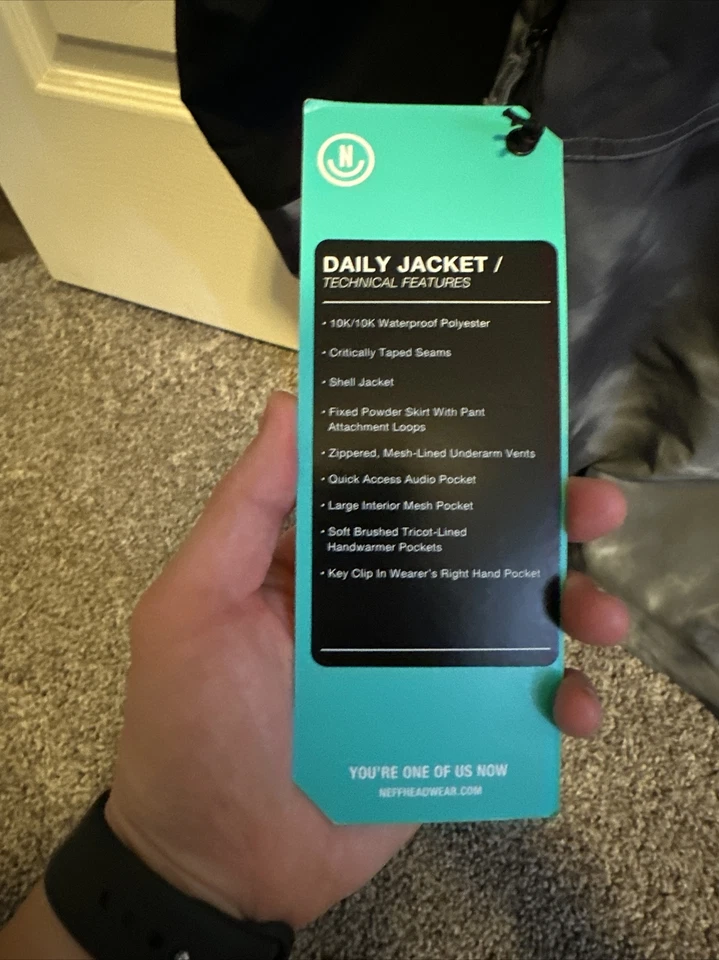 N
DAILY JACKET /
TECHNICAL FEATURES
• 10K/10K Waterproof Polyester
• Critically Taped Seams
• Shell Jacket
• Fixed Powder Skirt With Pant
Attachment Loops
• Zippered, Mesh-Lined Underarm Vents
• Quick Access Audio Pocket
• Large Interior Mesh Pocket
• Soft Brushed Tricot-Lined
Handwarmer Pockets
• Key Clip In Wearer's Right Hand Pocket
YOU'RE ONE OF US NOW
NEFFHEADWEAR.COM